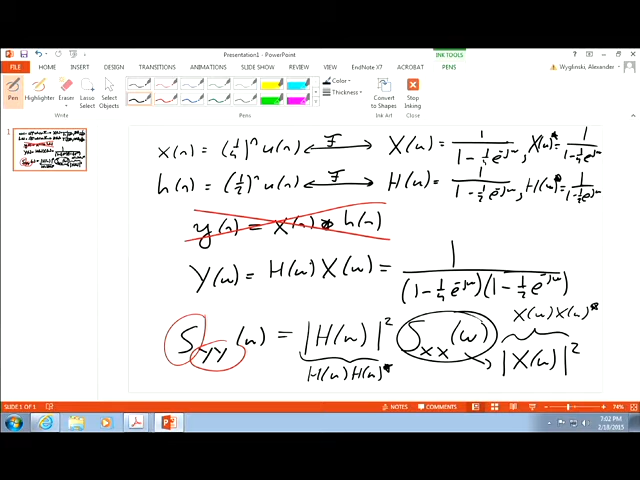 Presentation1 - PowerPoint
INK TOOLS
FILE HOME INSERT DESIGN TRANSITIONS ANIMATIONS SLIDE SHOW REVIEW VIEW EndNote X7 ACROBAT PENS Wyglinski, Alexander
Pen Highlighter Eraser Lasso Select Select Objects Color Thickness Convert to Shapes Stop Inking
Write Pens Ink Art Close
1
x(n) = (1/4)^n u(n) ⟷ F X(ω) = 1/(1-1/4 e^-jω), X(ω)* = 1/(1-1/4 e^jω)
h(n) = (1/2)^n u(n) ⟷ F H(ω) = 1/(1-1/2 e^-jω), H(ω)* = 1/(1-1/2 e^jω)
y(n) = x(n) * h(n)
Y(ω) = H(ω) X(ω) = 1/((1-1/4 e^-jω)(1-1/2 e^-jω))
X(ω)X(ω)*
S_YY(ω) = |H(ω)|^2 S_XX(ω) → |X(ω)|^2
H(ω)H(ω)*
SLIDE 1 OF 1 NOTES COMMENTS 74%
7:02 PM
2/18/2015